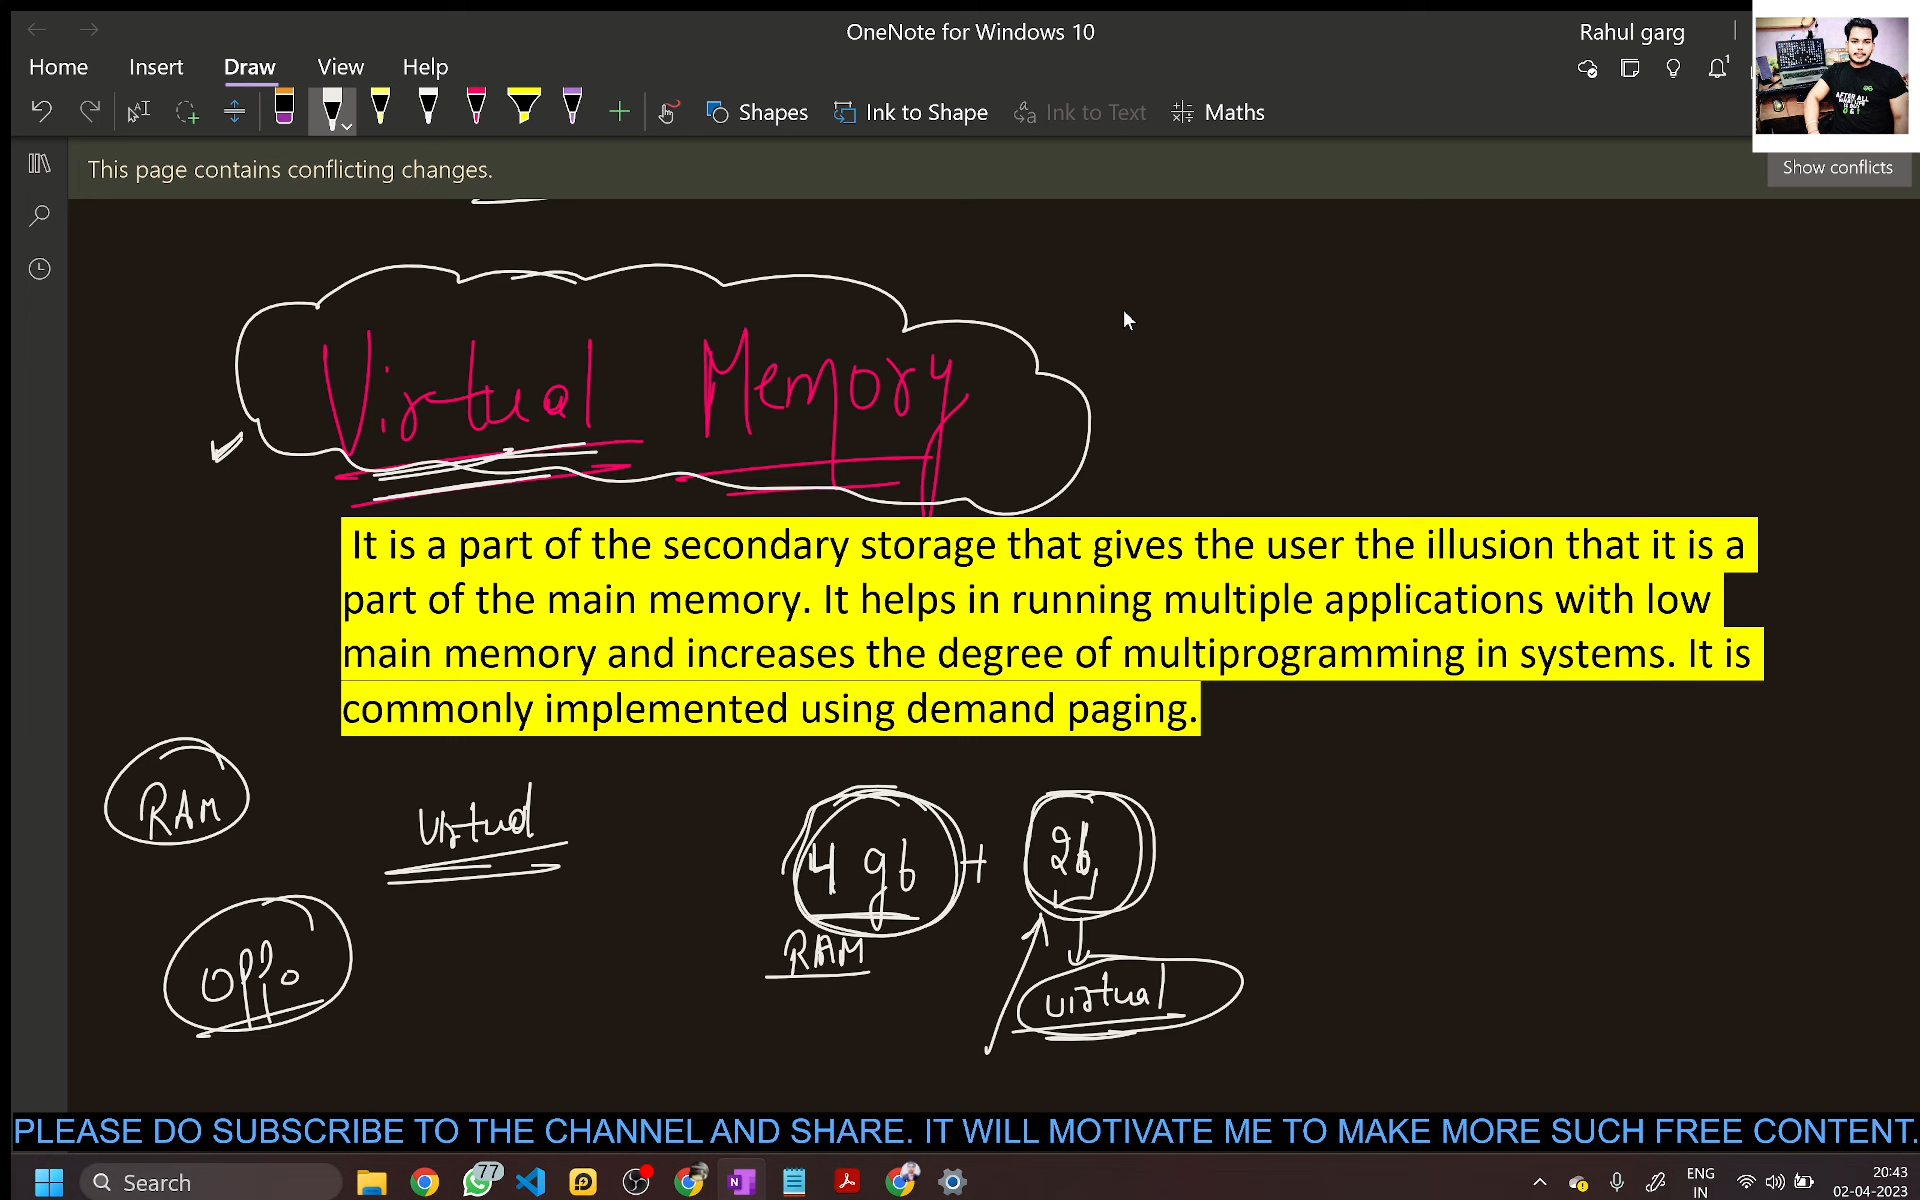 OneNote for Windows 10
Rahul garg
Home Insert Draw View Help
Shapes Ink to Shape Ink to Text Maths
This page contains conflicting changes.
Show conflicts
Virtual Memory
It is a part of the secondary storage that gives the user the illusion that it is a
part of the main memory. It helps in running multiple applications with low
main memory and increases the degree of multiprogramming in systems. It is
commonly implemented using demand paging.
RAM
virtual
4 gb +
RAM
oppo
virtual
PLEASE DO SUBSCRIBE TO THE CHANNEL AND SHARE. IT WILL MOTIVATE ME TO MAKE MORE SUCH FREE CONTENT.
Search
77
ENG
IN
20:43
02-04-2023